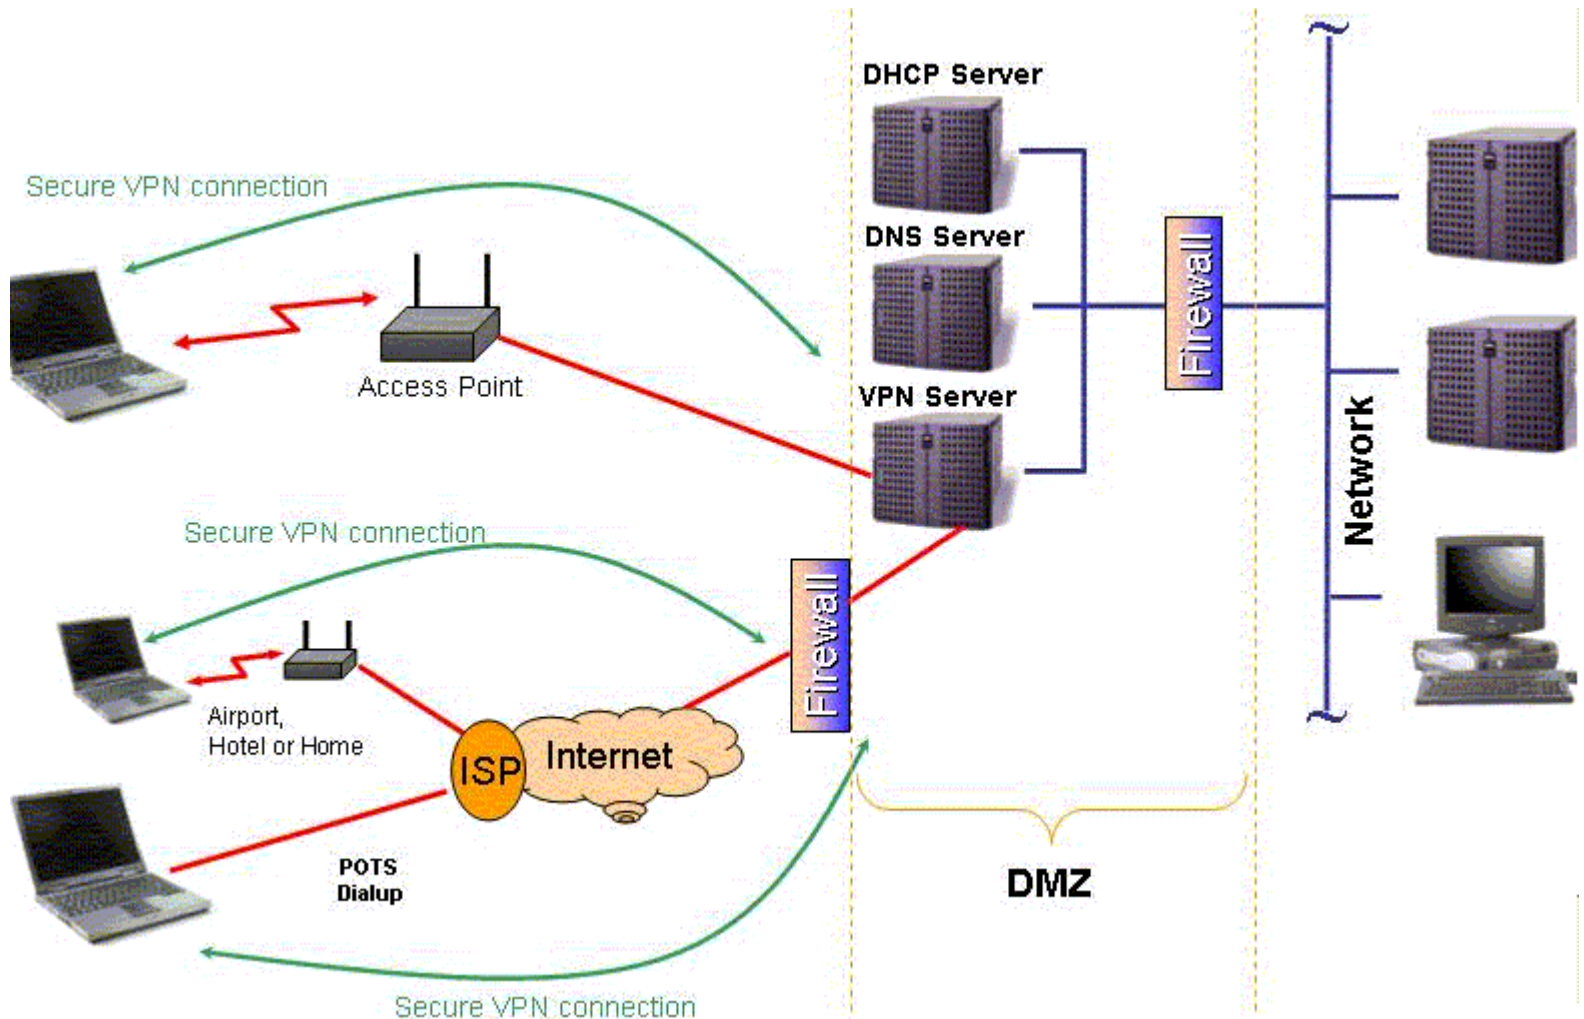 DHCP Server
Secure VPN connection
DNS Server
Firewall
Access Point
VPN Server
Network
Secure VPN connection
Firewall
Airport,
Hotel or Home
ISP
Internet
POTS
Dialup
DMZ
Secure VPN connection